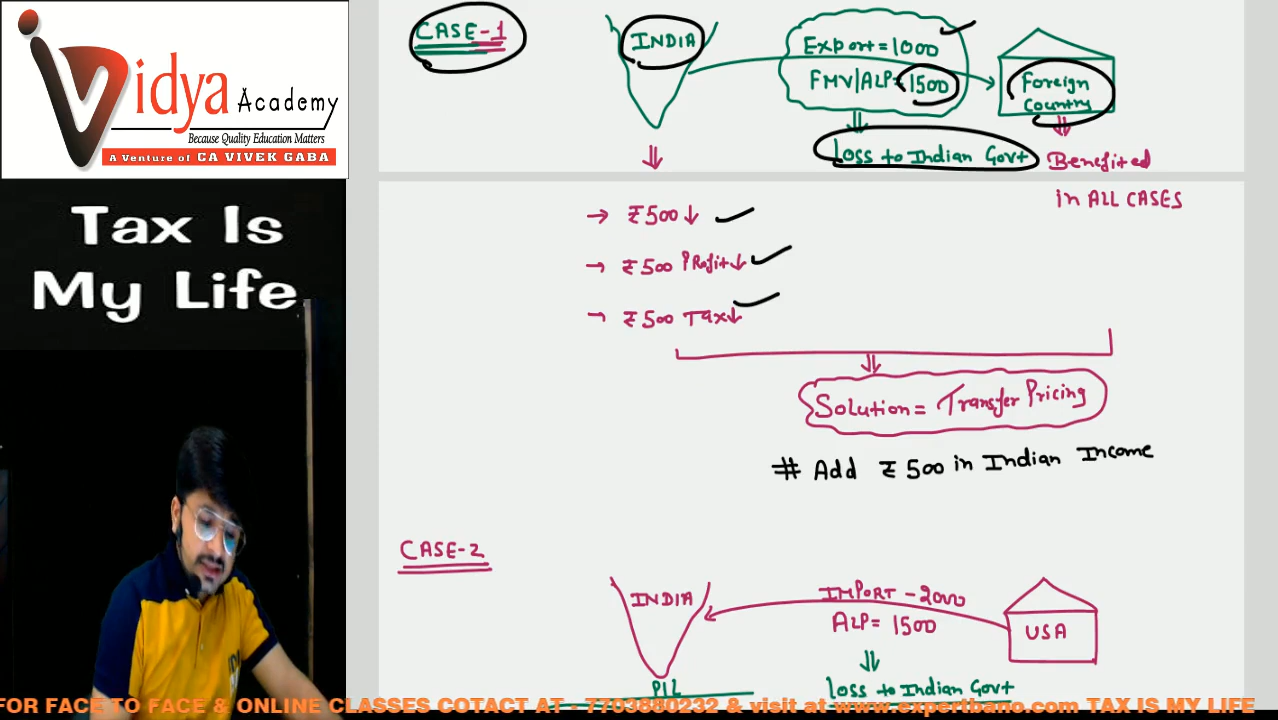 Vidya Academy
Because Quality Education Matters
A Venture of CA VIVEK GABA
Tax Is
My Life
CASE-1
INDIA
Export = 1000
FMV/ALP = 1500
Foreign
Country
loss to Indian Govt
Benefited
in ALL CASES
→ ₹500↓
→ ₹500 Profit↓
→ ₹500 Tax↓
Solution = Transfer Pricing
# Add ₹500 in Indian Income
CASE-2
INDIA
IMPORT - 2000
ALP = 1500
USA
P/L
loss to Indian Govt
FOR FACE TO FACE & ONLINE CLASSES COTACT AT - 7703880232 & visit at www.expertbano.com TAX IS MY LIFE